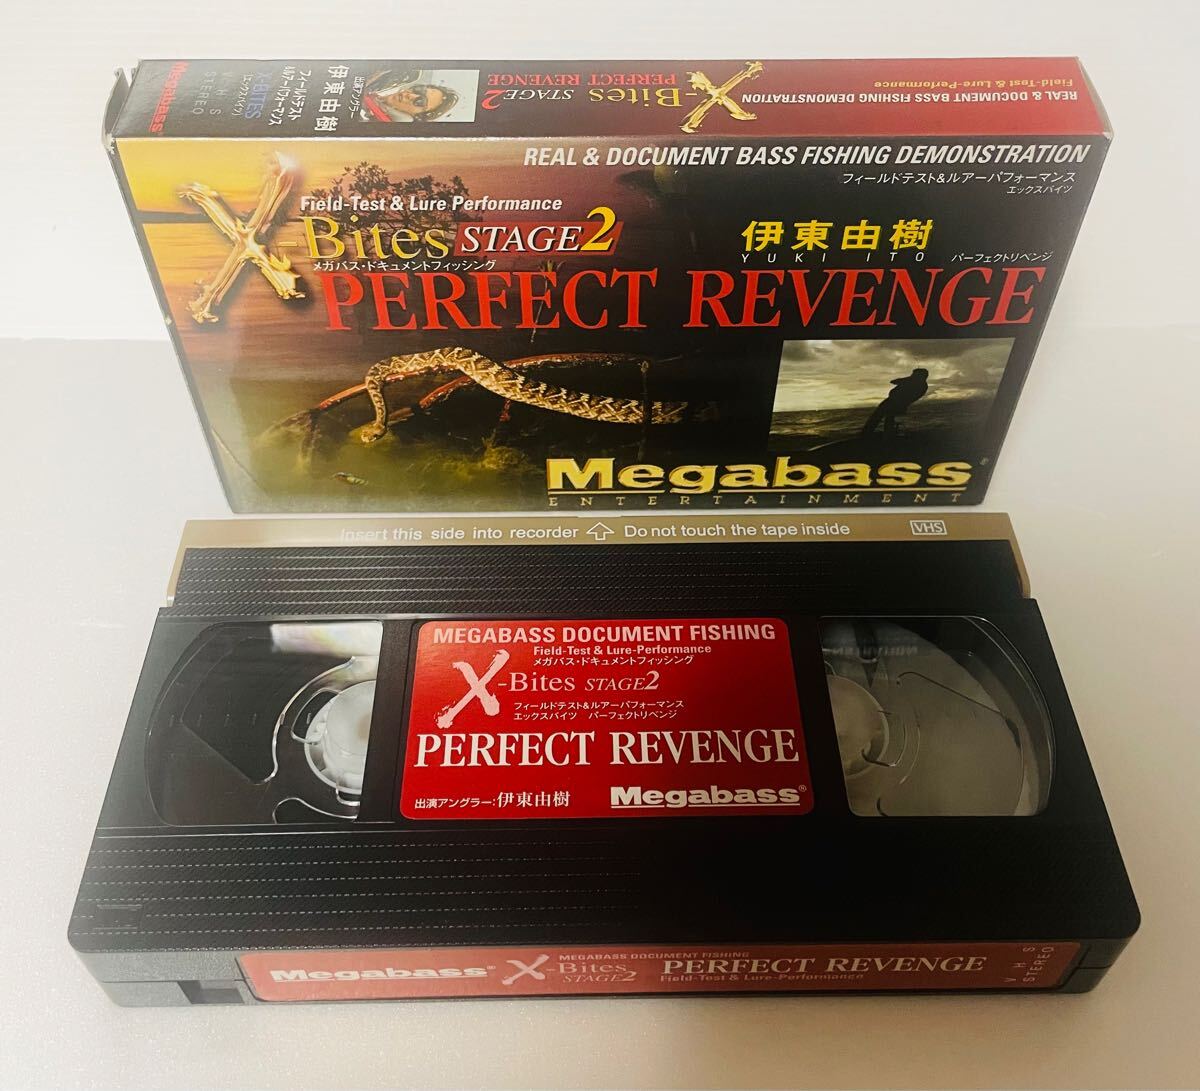 REAL & DOCUMENT BASS FISHING DEMONSTRATION
Field-Test & Lure-Performance
X-Bites STAGE2
PERFECT REVENGE
出演アングラー
伊東由樹
フィールドテスト
&ルアーパフォーマンス
X-BITES
(エックスバイツ)
VHS
STEREO
Megabass
REAL & DOCUMENT BASS FISHING DEMONSTRATION
フィールドテスト&ルアーパフォーマンス
エックスバイツ
Field-Test & Lure Performance
X-Bites STAGE2
メガバス・ドキュメントフィッシング
伊東由樹
YUKI ITO
パーフェクトリベンジ
PERFECT REVENGE
Megabass®
ENTERTAINMENT
Insert this side into recorder Do not touch the tape inside VHS
MEGABASS DOCUMENT FISHING
Field-Test & Lure-Performance
メガバス・ドキュメントフィッシング
X-Bites STAGE2
フィールドテスト&ルアーパフォーマンス
エックスバイツ パーフェクトリベンジ
PERFECT REVENGE
出演アングラー:伊東由樹 Megabass®
Megabass®
MEGABASS DOCUMENT FISHING
X-Bites STAGE2
PERFECT REVENGE
Field-Test & Lure-Performance
VHS
STEREO